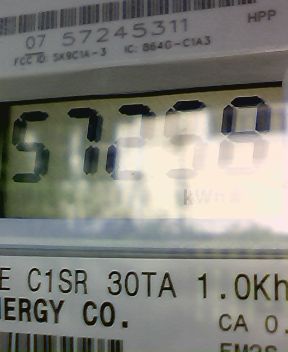 HPP
07 57245311
FCC ID: SK9C1A-3 IC: 864G-C1A3
57258
kWh
E C1SR 30TA 1.0Kh
ERGY CO.
CA 0.